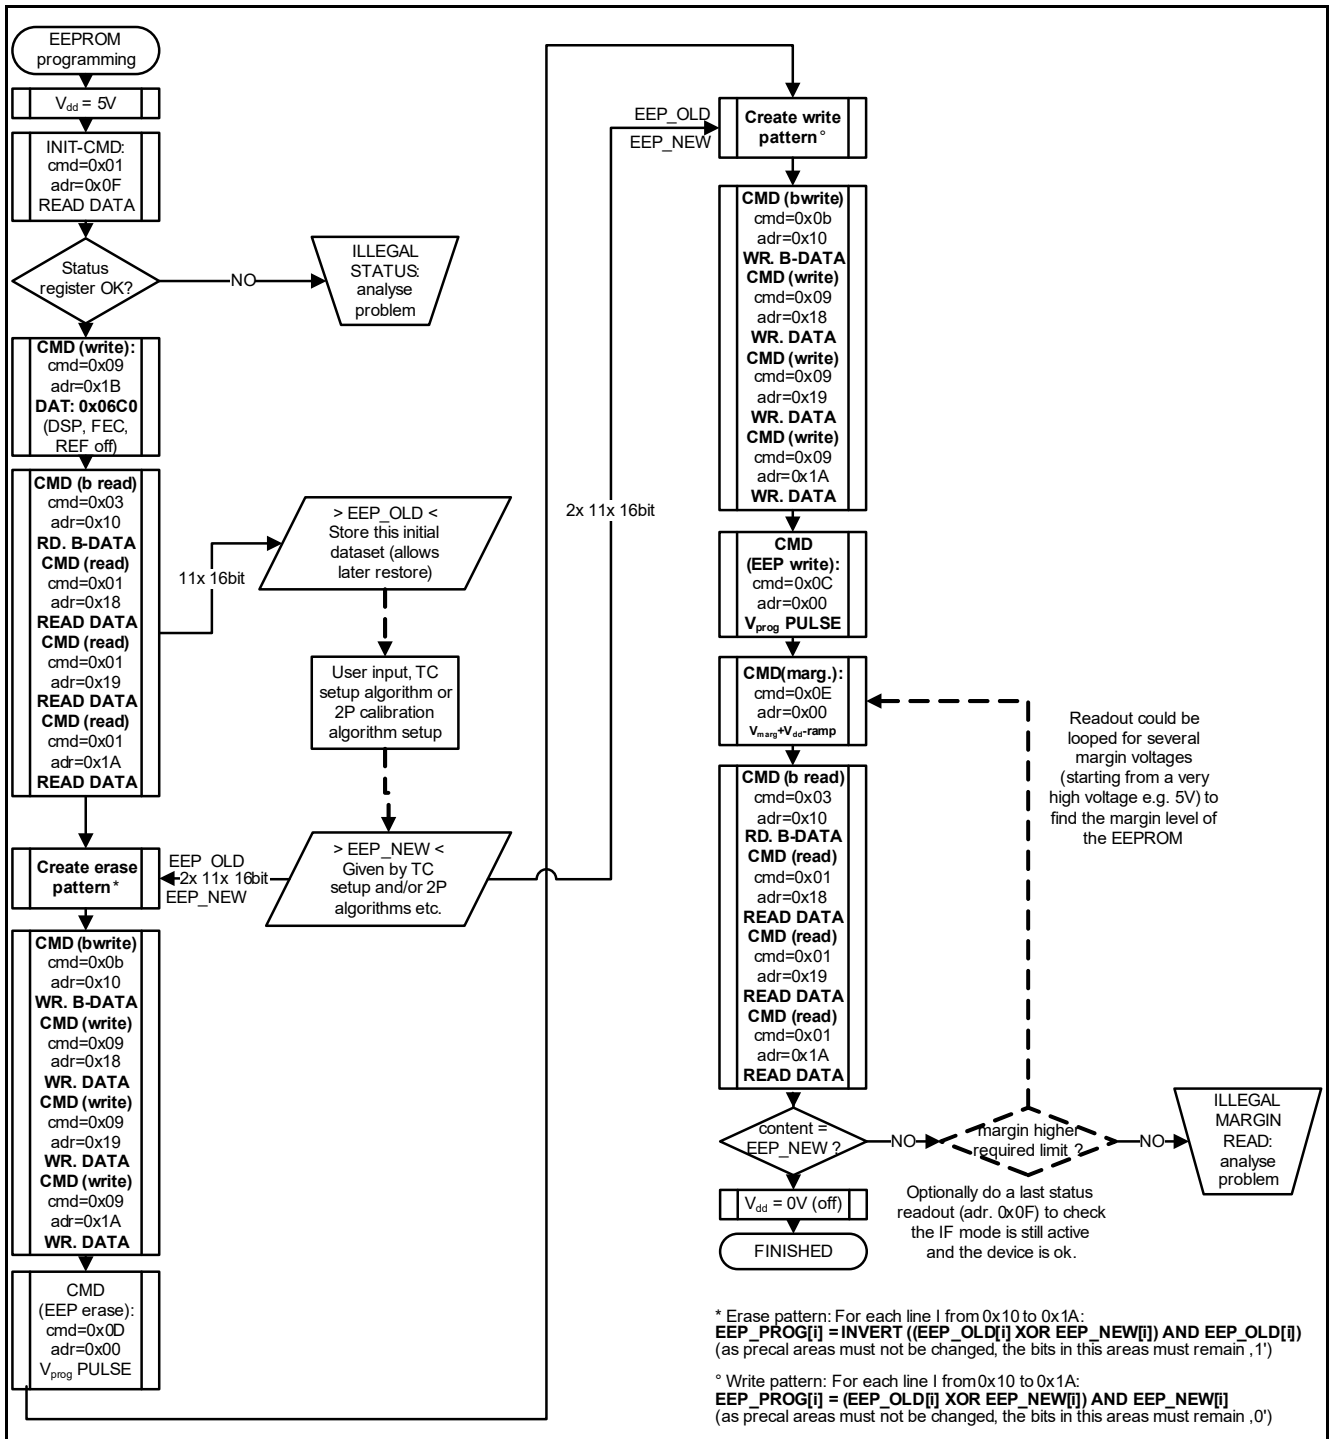 EEPROM
programming
Vdd = 5V
INIT-CMD:
cmd=0x01
adr=0x0F
READ DATA
Status
register OK?
NO
ILLEGAL
STATUS:
analyse
problem
CMD (write):
cmd=0x09
adr=0x1B
DAT: 0x06C0
(DSP, FEC,
REF off)
CMD (b read)
cmd=0x03
adr=0x10
RD. B-DATA
CMD (read)
cmd=0x01
adr=0x18
READ DATA
CMD (read)
cmd=0x01
adr=0x19
READ DATA
CMD (read)
cmd=0x01
adr=0x1A
READ DATA
11x 16bit
> EEP_OLD <
Store this initial
dataset (allows
later restore)
User input, TC
setup algorithm or
2P calibration
algorithm setup
> EEP_NEW <
Given by TC
setup and/or 2P
algorithms etc.
EEP_OLD
2x 11x 16bit
EEP_NEW
Create erase
pattern*
CMD (bwrite)
cmd=0x0b
adr=0x10
WR. B-DATA
CMD (write)
cmd=0x09
adr=0x18
WR. DATA
CMD (write)
cmd=0x09
adr=0x19
WR. DATA
CMD (write)
cmd=0x09
adr=0x1A
WR. DATA
CMD
(EEP erase):
cmd=0x0D
adr=0x00
Vprog PULSE
2x 11x 16bit
EEP_OLD
EEP_NEW
Create write
pattern°
CMD (bwrite)
cmd=0x0b
adr=0x10
WR. B-DATA
CMD (write)
cmd=0x09
adr=0x18
WR. DATA
CMD (write)
cmd=0x09
adr=0x19
WR. DATA
CMD (write)
cmd=0x09
adr=0x1A
WR. DATA
CMD
(EEP write):
cmd=0x0C
adr=0x00
Vprog PULSE
CMD(marg.):
cmd=0x0E
adr=0x00
Vmarg+Vdd-ramp
Readout could be
looped for several
margin voltages
(starting from a very
high voltage e.g. 5V) to
find the margin level of
the EEPROM
CMD (b read)
cmd=0x03
adr=0x10
RD. B-DATA
CMD (read)
cmd=0x01
adr=0x18
READ DATA
CMD (read)
cmd=0x01
adr=0x19
READ DATA
CMD (read)
cmd=0x01
adr=0x1A
READ DATA
content =
EEP_NEW ?
NO
margin higher
required limit ?
NO
ILLEGAL
MARGIN
READ:
analyse
problem
Vdd = 0V (off)
FINISHED
Optionally do a last status
readout (adr. 0x0F) to check
the IF mode is still active
and the device is ok.
* Erase pattern: For each line I from 0x10 to 0x1A:
EEP_PROG[i] = INVERT ((EEP_OLD[i] XOR EEP_NEW[i]) AND EEP_OLD[i])
(as precal areas must not be changed, the bits in this areas must remain ‚1')
° Write pattern: For each line I from 0x10 to 0x1A:
EEP_PROG[i] = (EEP_OLD[i] XOR EEP_NEW[i]) AND EEP_NEW[i]
(as precal areas must not be changed, the bits in this areas must remain ‚0')